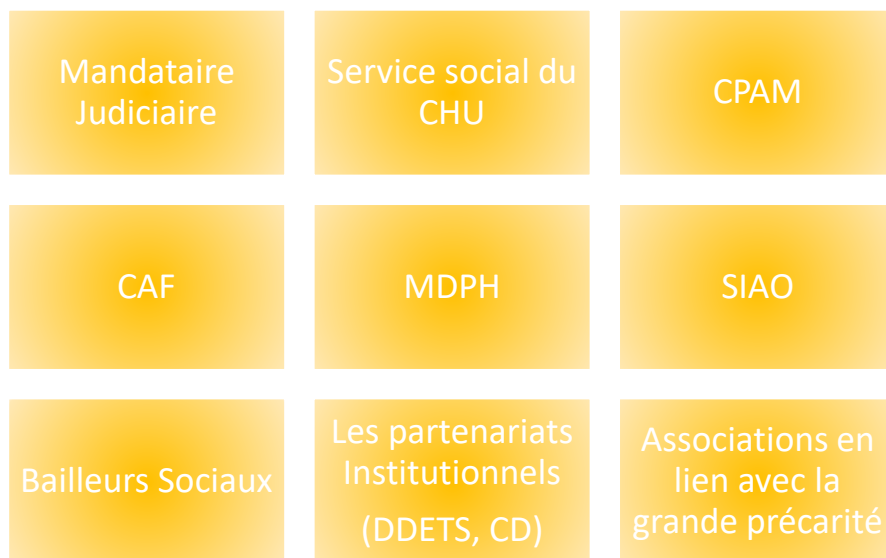 Mandataire
Judiciaire
Service social du
CHU
CPAM
CAF
MDPH
SIAO
Bailleurs Sociaux
Les partenariats
Institutionnels
(DDETS, CD)
Associations en
lien avec la
grande précarité